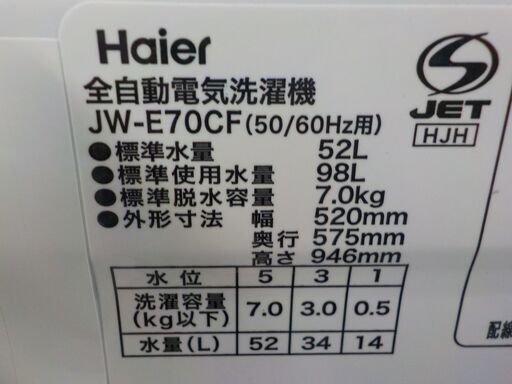 Haier
全自動電気洗濯機
JW-E70CF(50/60Hz用)
●標準水量 52L
●標準使用水量 98L
●標準脱水容量 7.0kg
●外形寸法 幅 520mm
奥行 575mm
高さ 946mm
水位 5 3 1
洗濯容量 (kg以下) 7.0 3.0 0.5
水量(L) 52 34 14
S
JET
HJH
配線